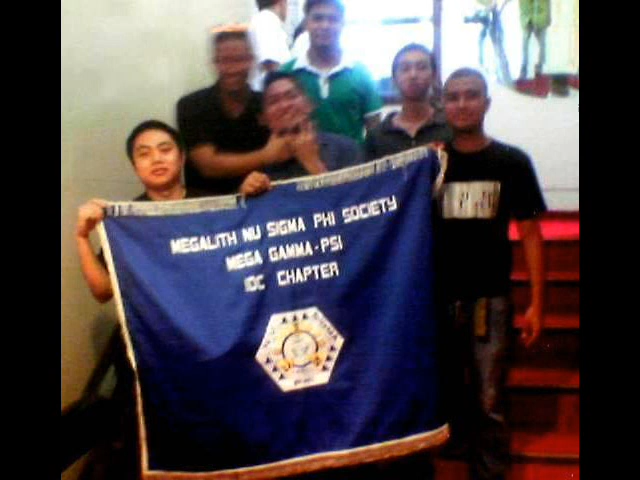 MEGALITH NU SIGMA PHI SOCIETY
MEGA GAMMA-PSI
IDC CHAPTER